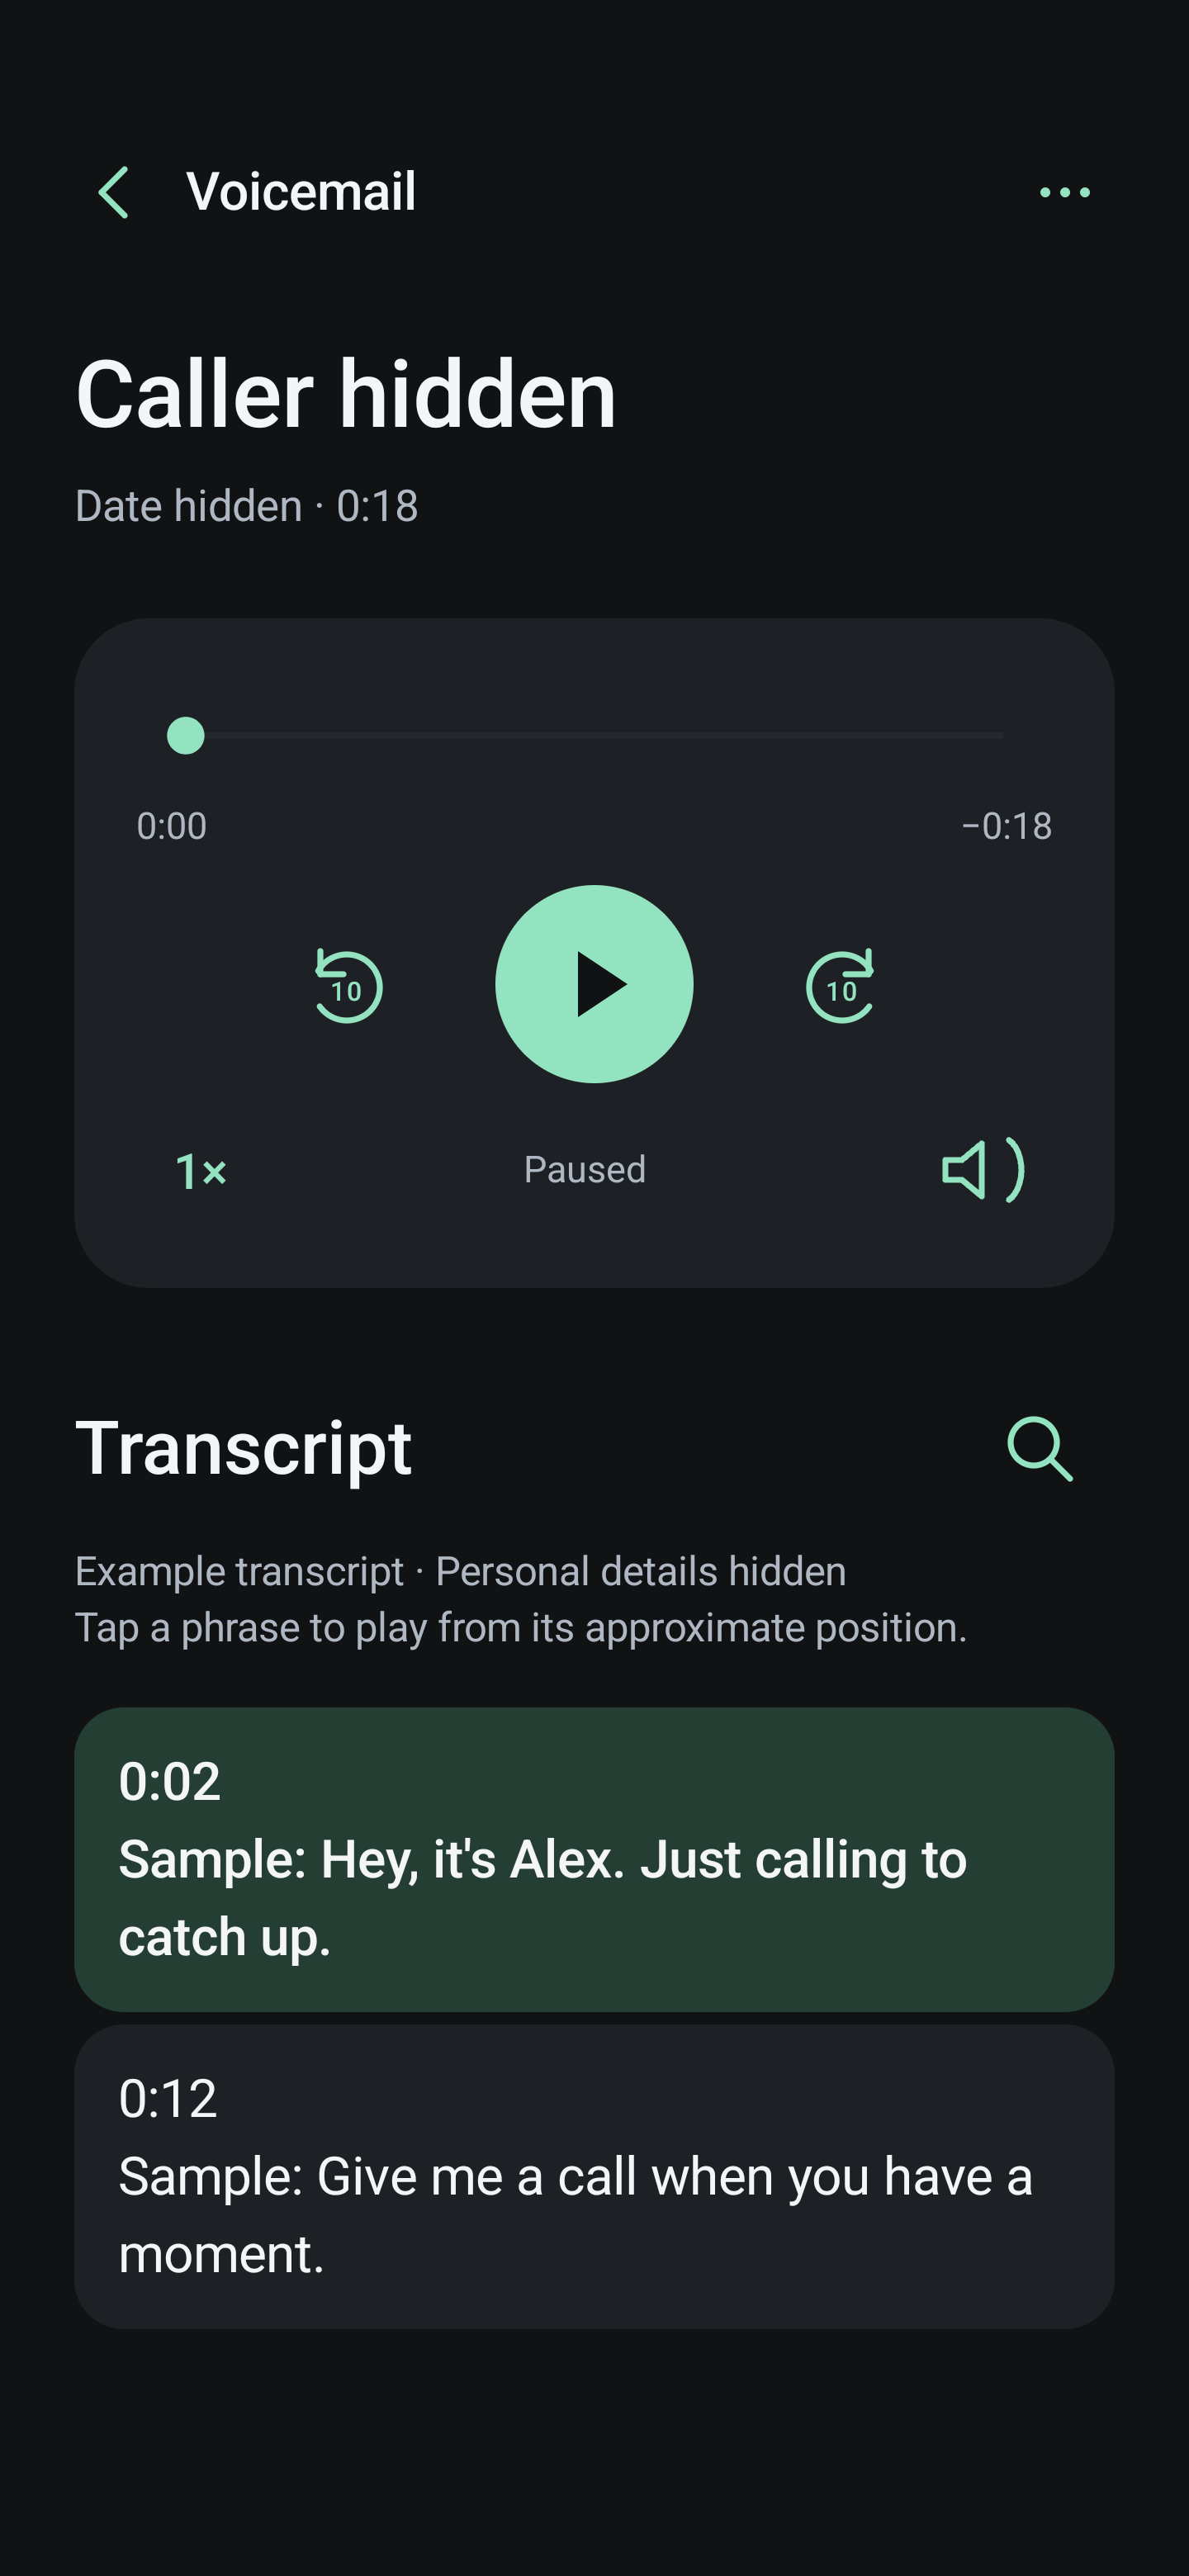 Voicemail
Caller hidden
Date hidden · 0:18
0:00
−0:18
10
10
1×
Paused
Transcript
Example transcript · Personal details hidden
Tap a phrase to play from its approximate position.
0:02
Sample: Hey, it's Alex. Just calling to
catch up.
0:12
Sample: Give me a call when you have a
moment.